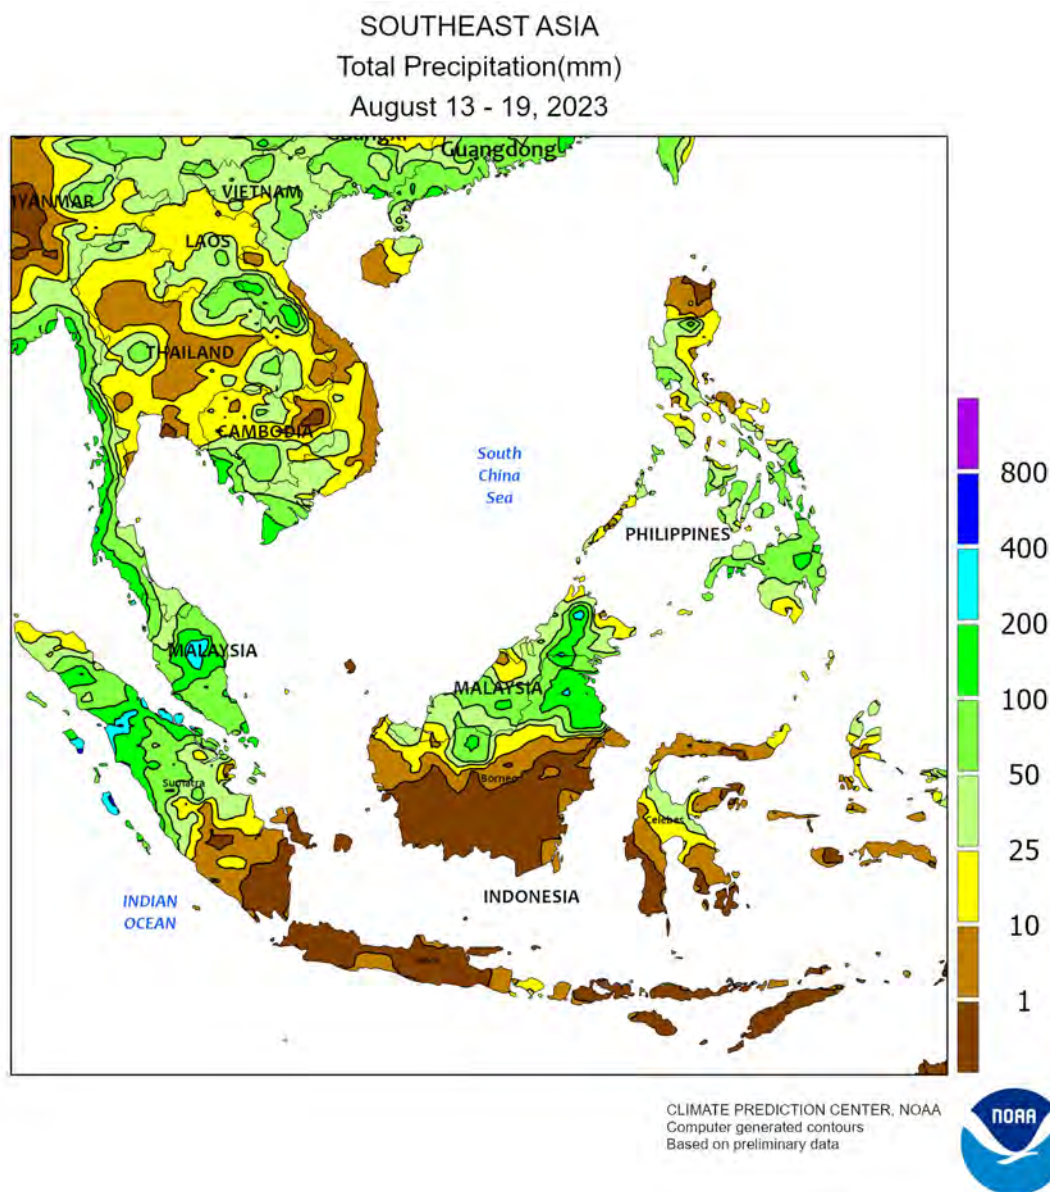 SOUTHEAST ASIA
Total Precipitation(mm)
August 13 - 19, 2023
Guangdong
VIETNAM
LAOS
THAILAND
CAMBODIA
South
China
Sea
PHILIPPINES
MALAYSIA
MALAYSIA
Borneo
Sumatra
Celebes
INDIAN
OCEAN
INDONESIA
800
400
200
100
50
25
10
1
CLIMATE PREDICTION CENTER, NOAA
Computer generated contours
Based on preliminary data
NOAA